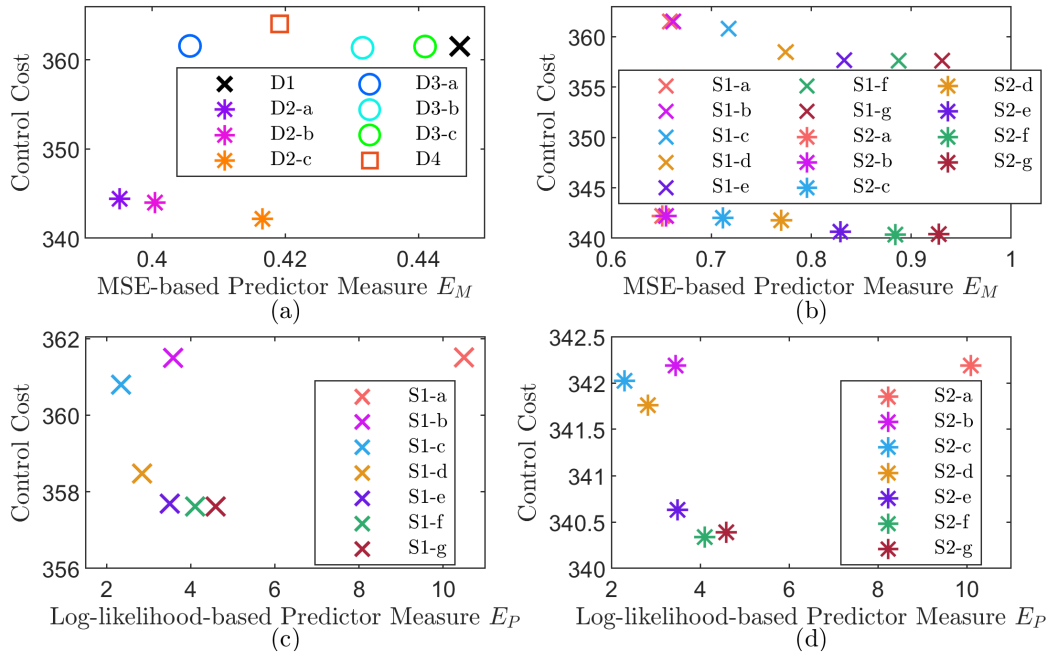 360
350
340
0.4
0.42
0.44
Control Cost
D1
D2-a
D2-b
D2-c
D3-a
D3-b
D3-c
D4
MSE-based Predictor Measure E_M
(a)
360
355
350
345
340
0.6
0.7
0.8
0.9
1
Control Cost
S1-a
S1-b
S1-c
S1-d
S1-e
S1-f
S1-g
S2-a
S2-b
S2-c
S2-d
S2-e
S2-f
S2-g
MSE-based Predictor Measure E_M
(b)
362
360
358
356
2
4
6
8
10
Control Cost
S1-a
S1-b
S1-c
S1-d
S1-e
S1-f
S1-g
Log-likelihood-based Predictor Measure E_P
(c)
342.5
342
341.5
341
340.5
340
2
4
6
8
10
Control Cost
S2-a
S2-b
S2-c
S2-d
S2-e
S2-f
S2-g
Log-likelihood-based Predictor Measure E_P
(d)